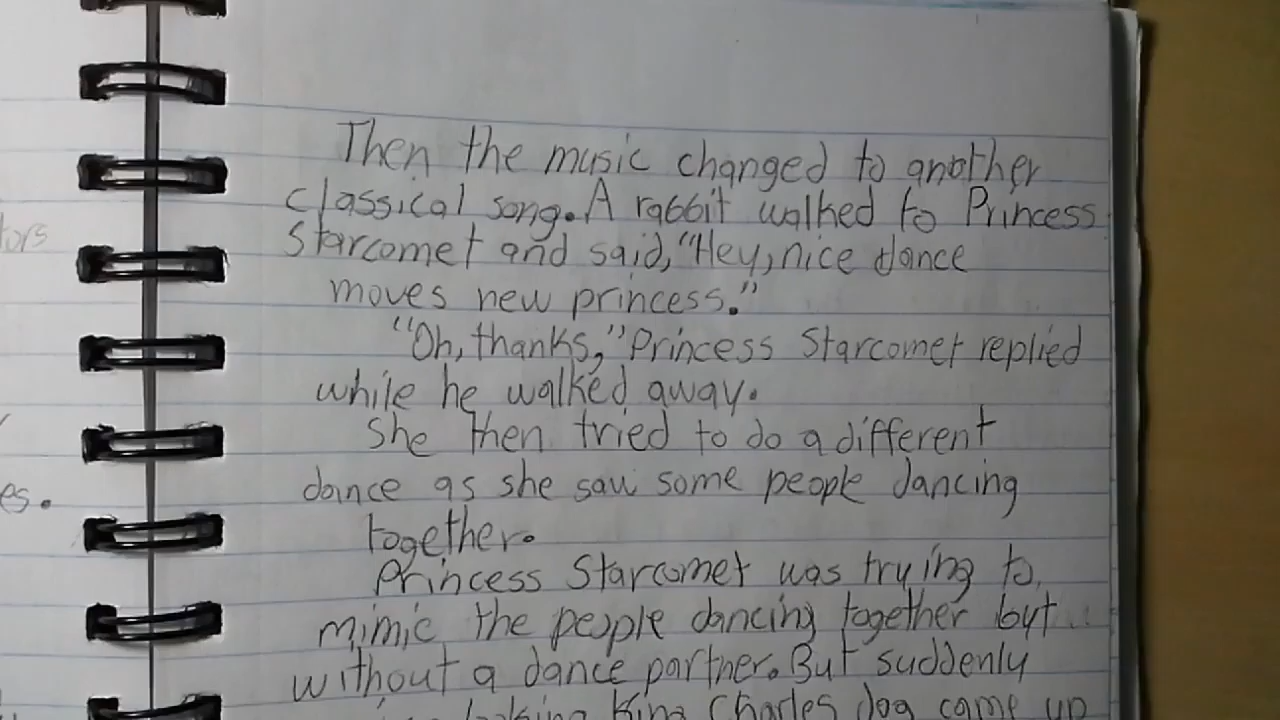 Then the music changed to another
classical song. A rabbit walked to Princess
Starcomet and said, "Hey, nice dance
moves new princess."
"Oh, thanks," Princess Starcomet replied
while he walked away.
She then tried to do a different
dance as she saw some people dancing
together.
Princess Starcomet was trying to
mimic the people dancing together but
without a dance partner. But suddenly
looking King Charles dog came up
es.